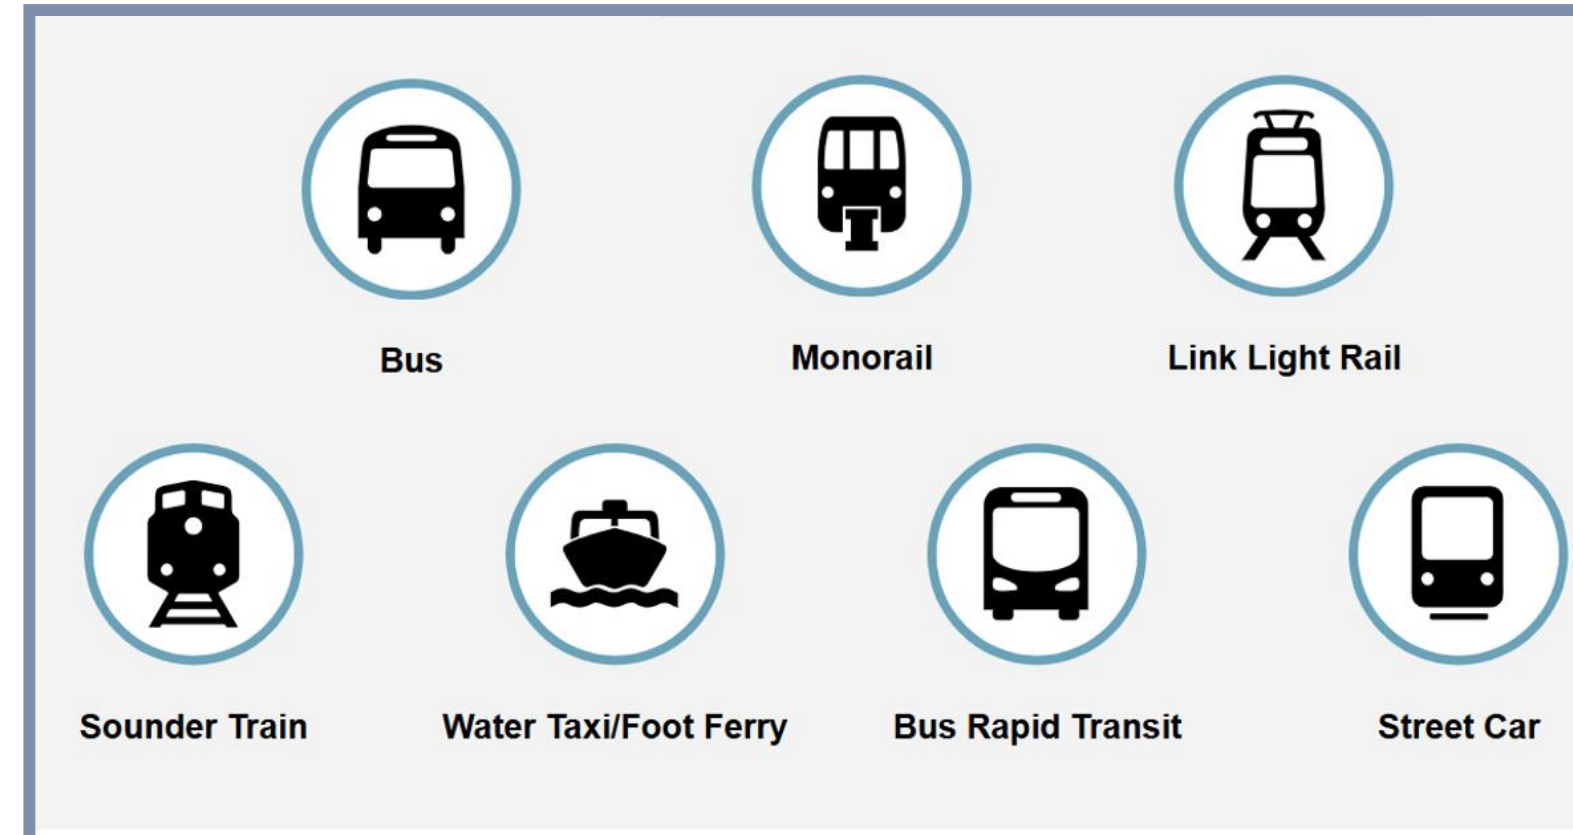 Bus
Monorail
Link Light Rail
Sounder Train
Water Taxi/Foot Ferry
Bus Rapid Transit
Street Car